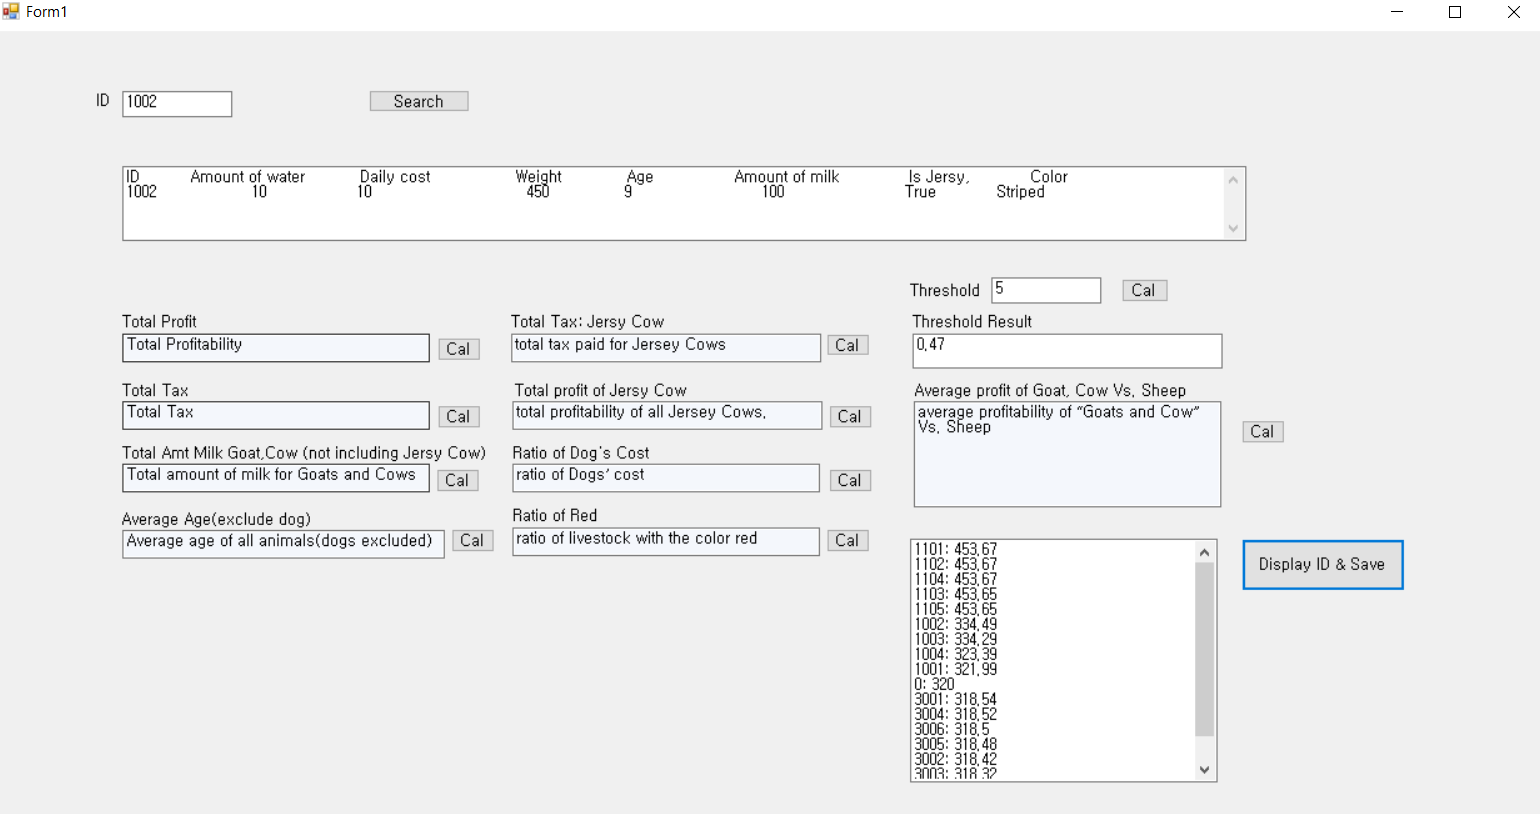 Form1
ID 1002 Search
ID Amount of water Daily cost Weight Age Amount of milk Is Jersy, Color
1002 10 10 450 9 100 True Striped
Threshold 5 Cal
Total Profit
Total Profitability Cal
Total Tax: Jersy Cow
total tax paid for Jersey Cows Cal
Threshold Result
0,47
Total Tax
Total Tax Cal
Total profit of Jersy Cow
total profitability of all Jersey Cows, Cal
Average profit of Goat, Cow Vs. Sheep
average profitability of “Goats and Cow”
Vs, Sheep
Cal
Total Amt Milk Goat,Cow (not including Jersy Cow)
Total amount of milk for Goats and Cows Cal
Ratio of Dog's Cost
ratio of Dogs’ cost Cal
Average Age(exclude dog)
Average age of all animals(dogs excluded) Cal
Ratio of Red
ratio of livestock with the color red Cal
1101: 453,67
1102: 453,67
1104: 453,67
1103: 453,65
1105: 453,65
1002: 334,49
1003: 334,29
1004: 323,39
1001: 321,99
0: 320
3001: 318,54
3004: 318,52
3006: 318,5
3005: 318,48
3002: 318,42
3003: 318,32
Display ID & Save